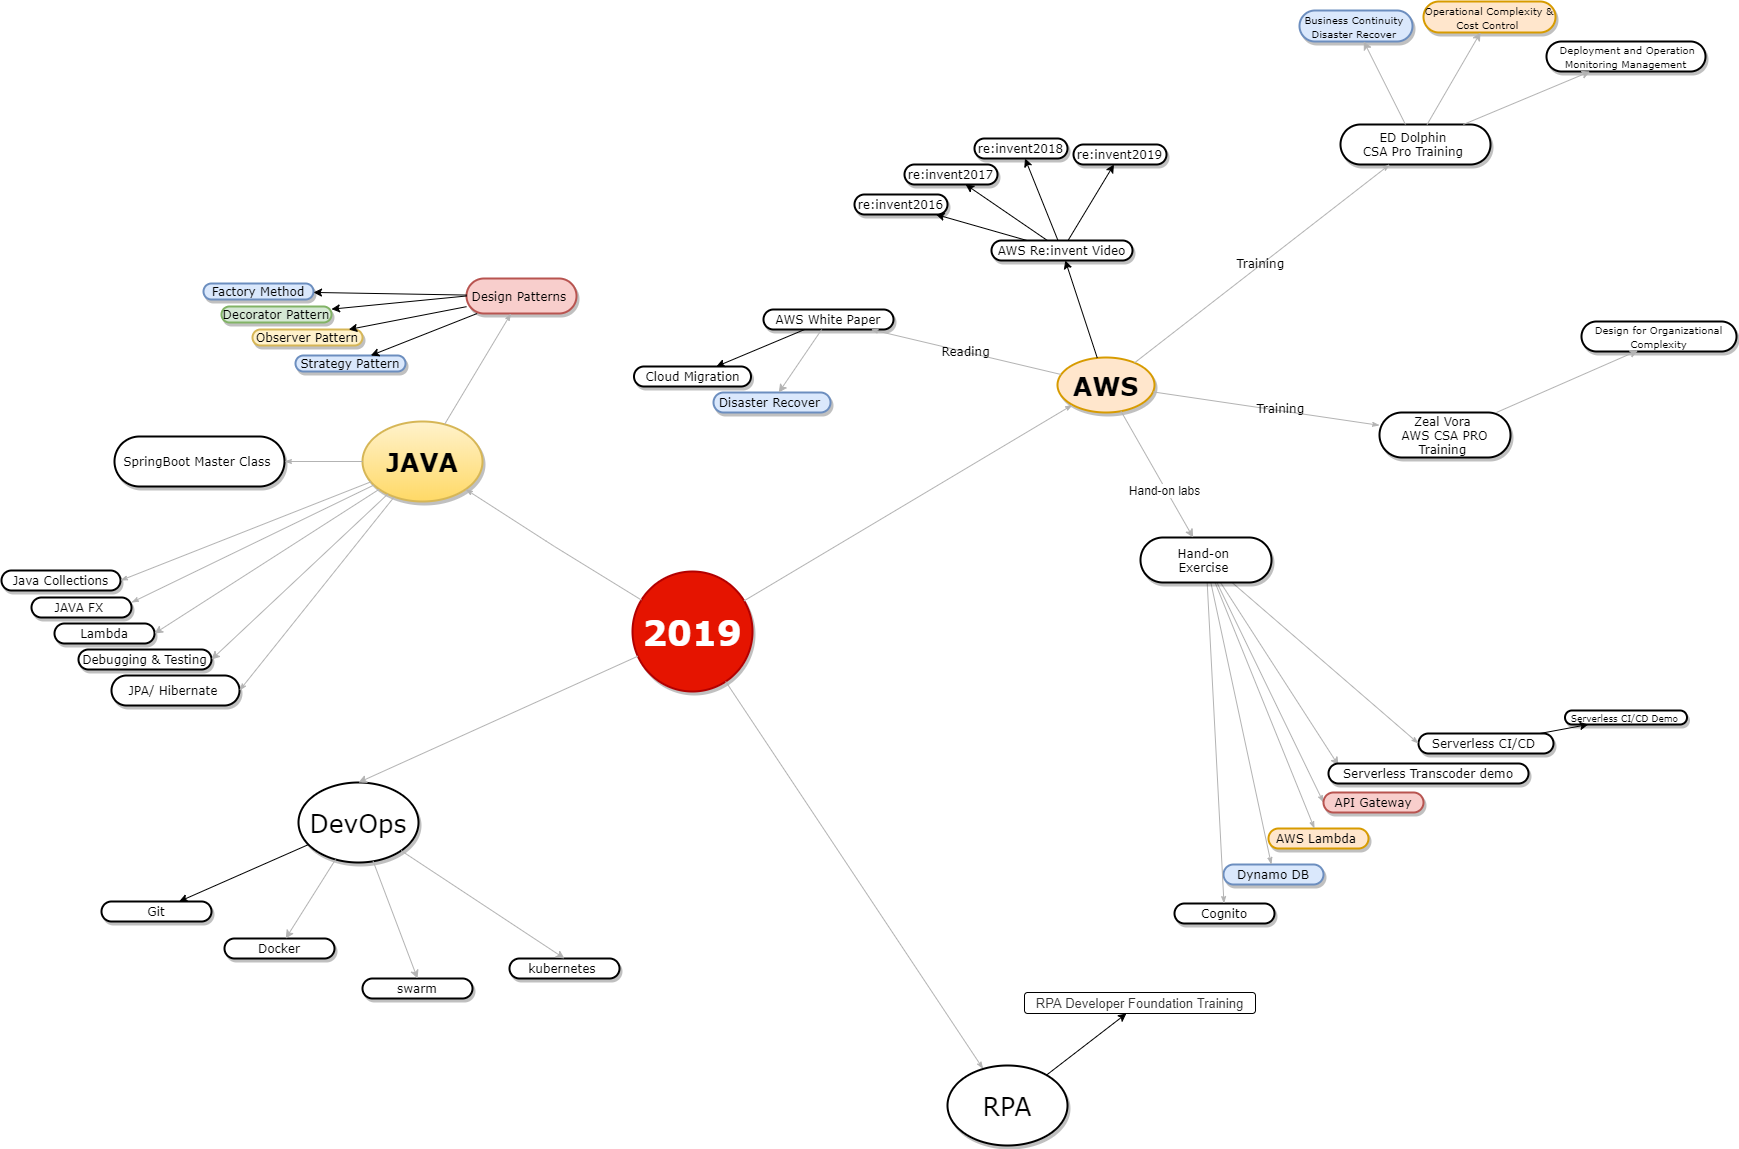 Business Continuity
Disaster Recover
Operational Complexity &
Cost Control
Deployment and Operation
Monitoring Management
ED Dolphin
CSA Pro Training
re:invent2018
re:invent2019
re:invent2017
re:invent2016
AWS Re:invent Video
Training
Factory Method
Design Patterns
Decorator Pattern
Observer Pattern
Strategy Pattern
AWS White Paper
Reading
Cloud Migration
Disaster Recover
AWS
Design for Organizational
Complexity
Training
Zeal Vora
AWS CSA PRO
Training
SpringBoot Master Class
JAVA
Hand-on labs
Hand-on
Exercise
Java Collections
JAVA FX
Lambda
Debugging & Testing
JPA/ Hibernate
2019
Serverless CI/CD Demo
Serverless CI/CD
Serverless Transcoder demo
API Gateway
AWS Lambda
Dynamo DB
Cognito
DevOps
Git
Docker
swarm
kubernetes
RPA Developer Foundation Training
RPA